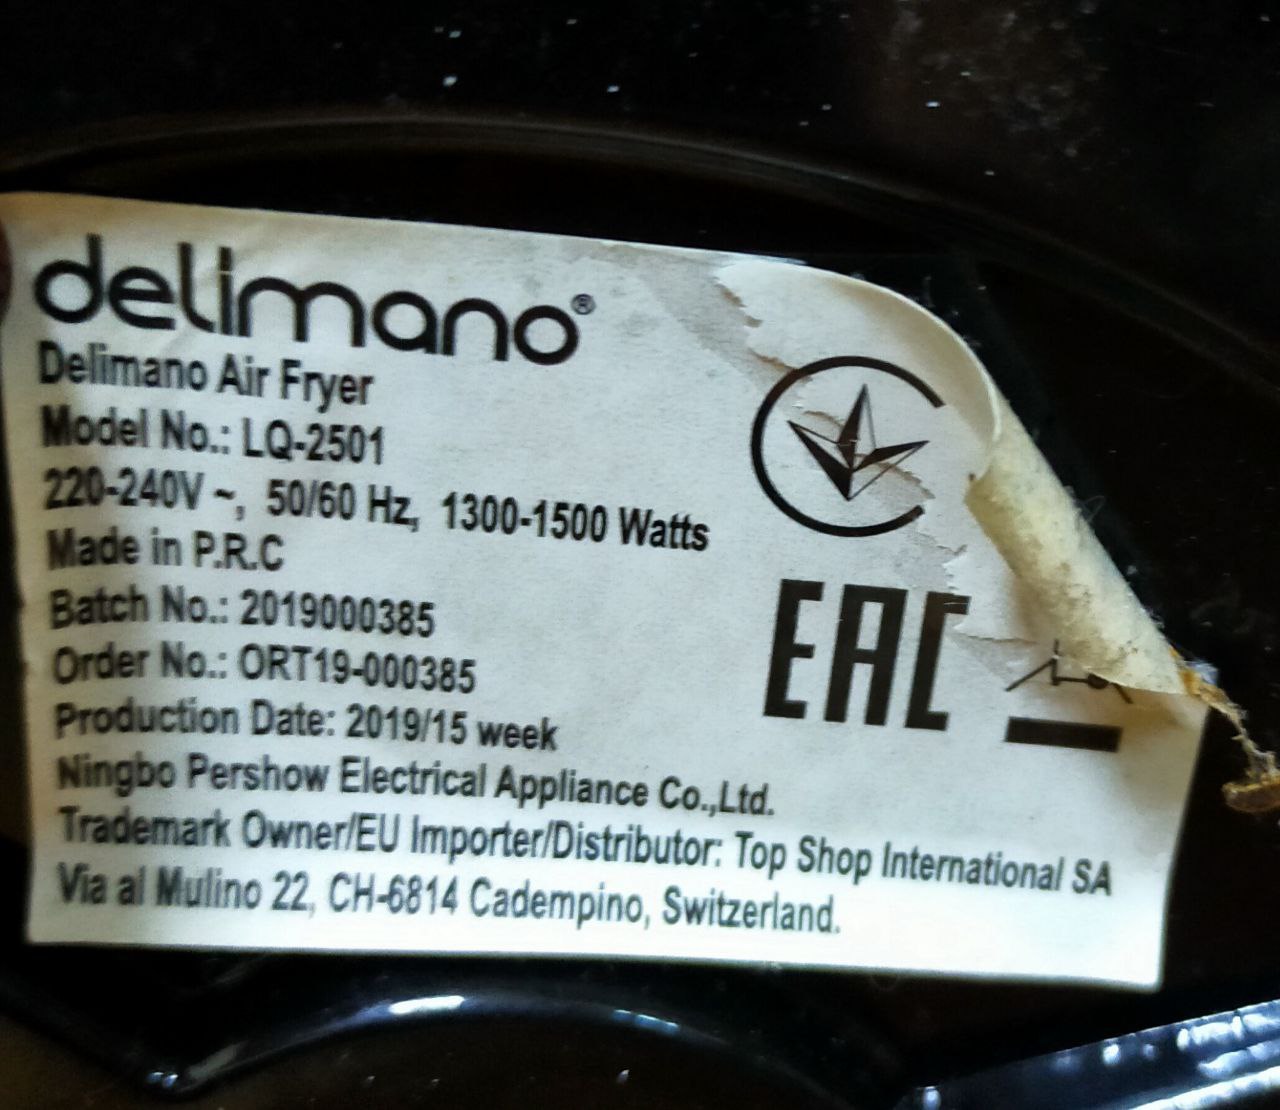 delimano®
Delimano Air Fryer
Model No.: LQ-2501
220-240V ~, 50/60 Hz, 1300-1500 Watts
Made in P.R.C
Batch No.: 2019000385
Order No.: ORT19-000385
Production Date: 2019/15 week
Ningbo Pershow Electrical Appliance Co.,Ltd.
Trademark Owner/EU Importer/Distributor: Top Shop International SA
Via al Mulino 22, CH-6814 Cadempino, Switzerland.
EAC